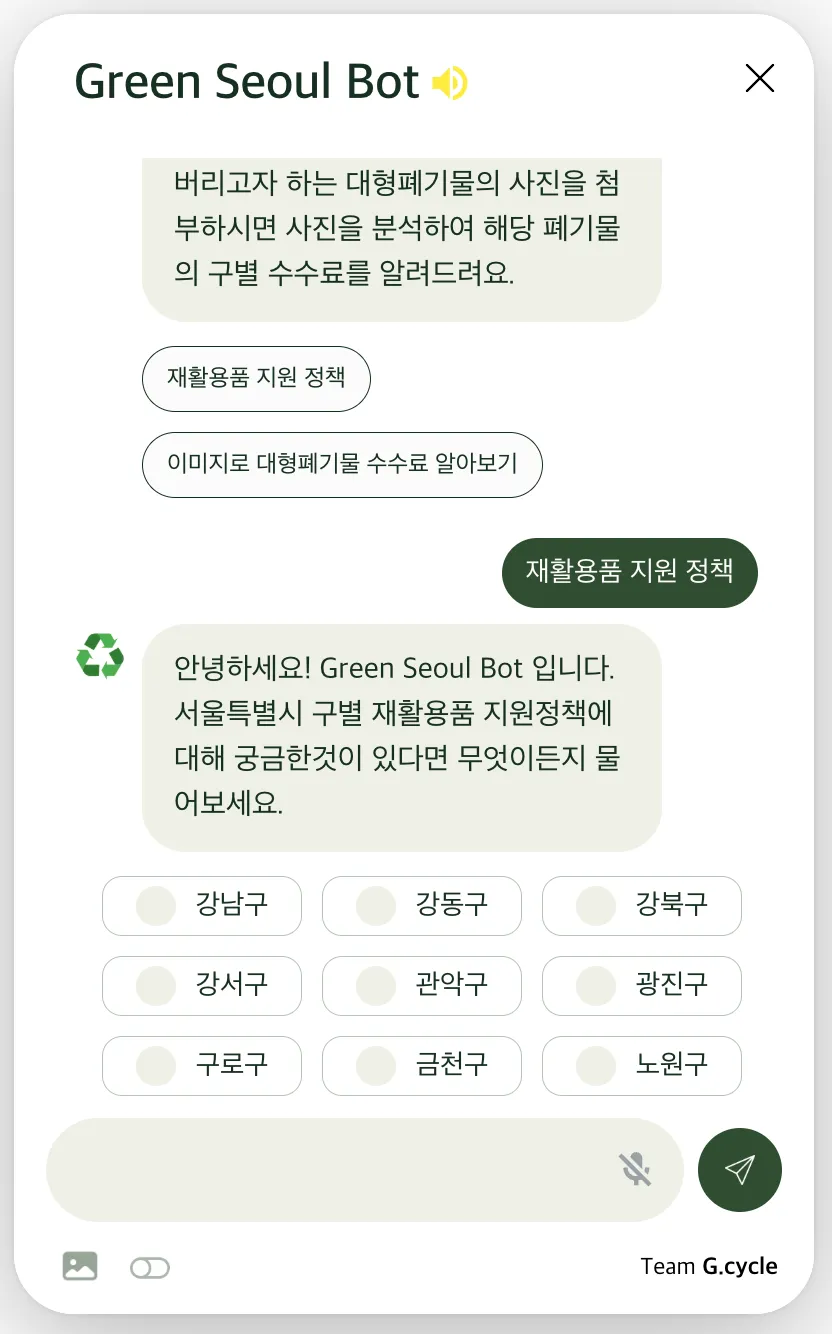 Green Seoul Bot
버리고자 하는 대형폐기물의 사진을 첨
부하시면 사진을 분석하여 해당 폐기물
의 구별 수수료를 알려드려요.
재활용품 지원 정책
이미지로 대형폐기물 수수료 알아보기
재활용품 지원 정책
안녕하세요! Green Seoul Bot 입니다.
서울특별시 구별 재활용품 지원정책에
대해 궁금한것이 있다면 무엇이든지 물
어보세요.
강남구 강동구 강북구
강서구 관악구 광진구
구로구 금천구 노원구
Team G.cycle